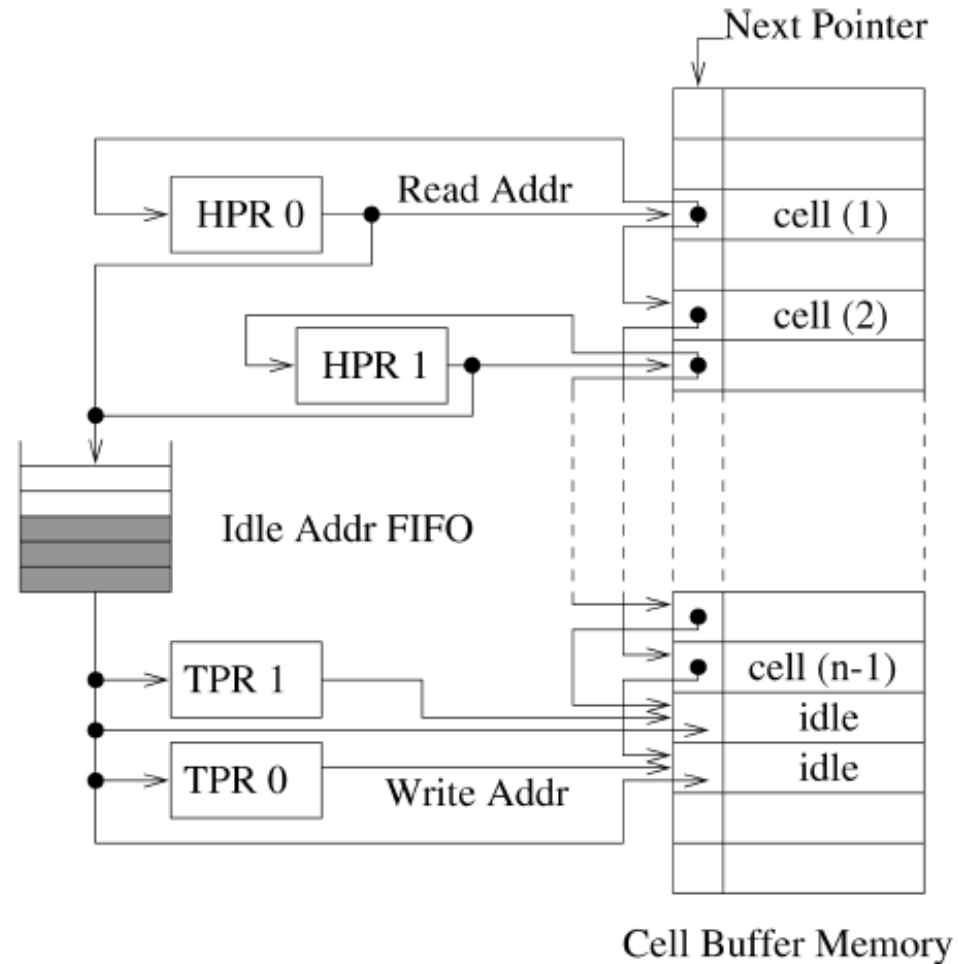 Next Pointer
HPR 0
Read Addr
cell (1)
cell (2)
HPR 1
Idle Addr FIFO
TPR 1
cell (n-1)
idle
idle
TPR 0
Write Addr
Cell Buffer Memory